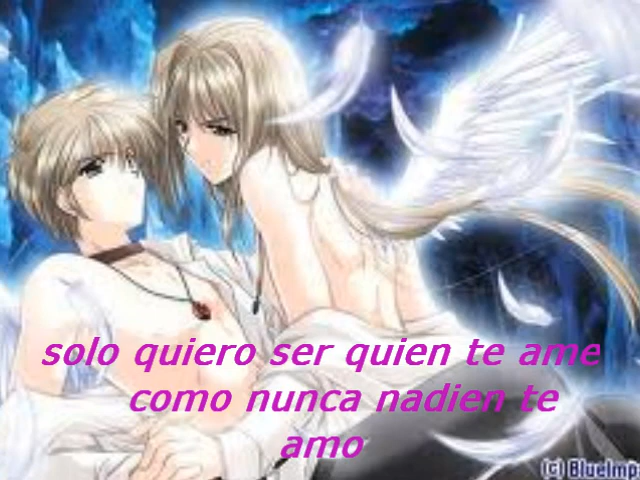 solo quiero ser quien te ame
como nunca nadien te
amo
(c) BlueImp